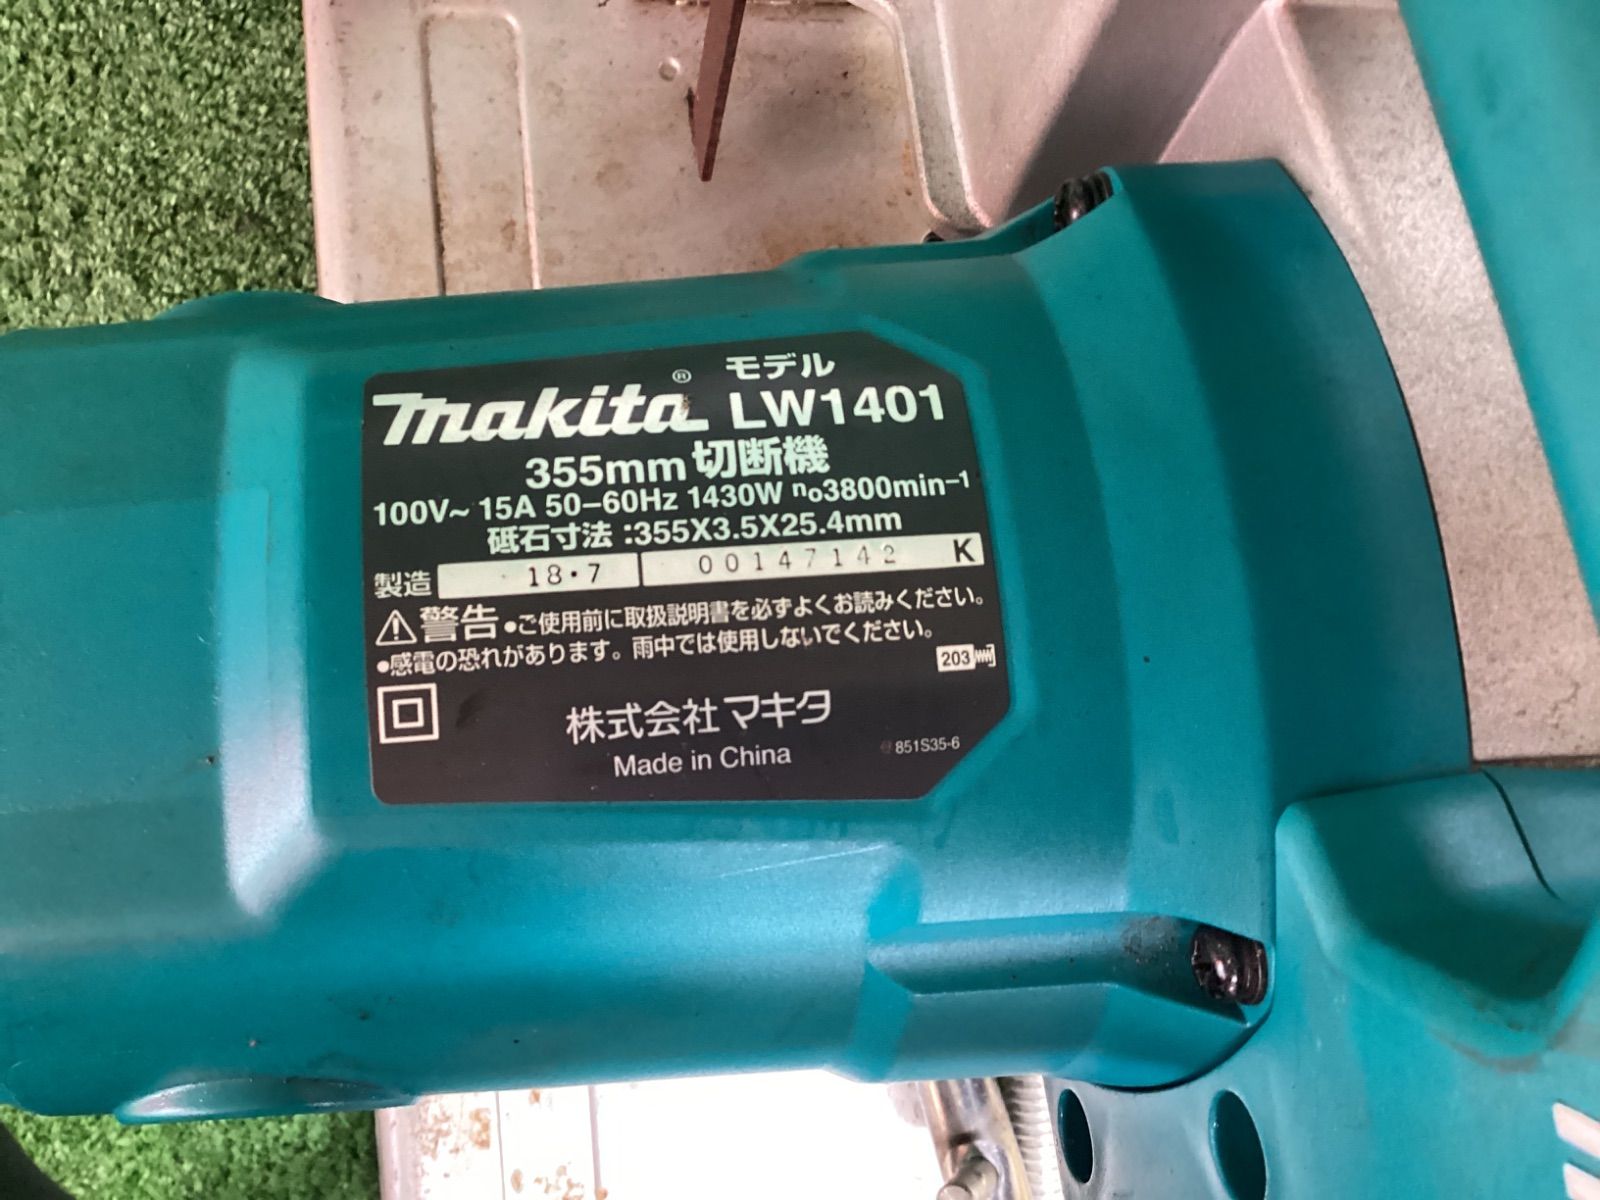 makita® モデル
LW1401
355mm 切断機
100V~ 15A 50-60Hz 1430W no3800min-1
砥石寸法:355X3.5X25.4mm
製造 18・7 00147142 K
⚠警告 ●ご使用前に取扱説明書を必ずよくお読みください。
●感電の恐れがあります。雨中では使用しないでください。
203
株式会社マキタ
Made in China
851S35-6